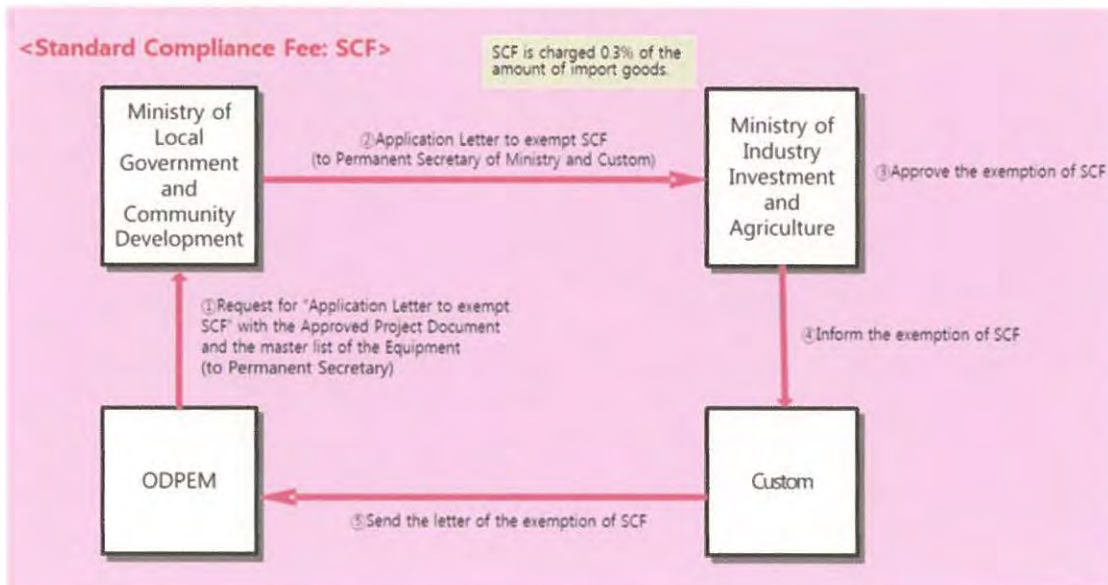 <Standard Compliance Fee: SCF>
SCF is charged 0.3% of the
amount of import goods.
Ministry of
Local
Government
and
Community
Development
②Application Letter to exempt SCF
(to Permanent Secretary of Ministry and Custom)
Ministry of
Industry
Investment
and
Agriculture
③Approve the exemption of SCF
①Request for "Application Letter to exempt
SCF" with the Approved Project Document
and the master list of the Equipment
(to Permanent Secretary)
④Inform the exemption of SCF
ODPEM
Custom
⑤Send the letter of the exemption of SCF